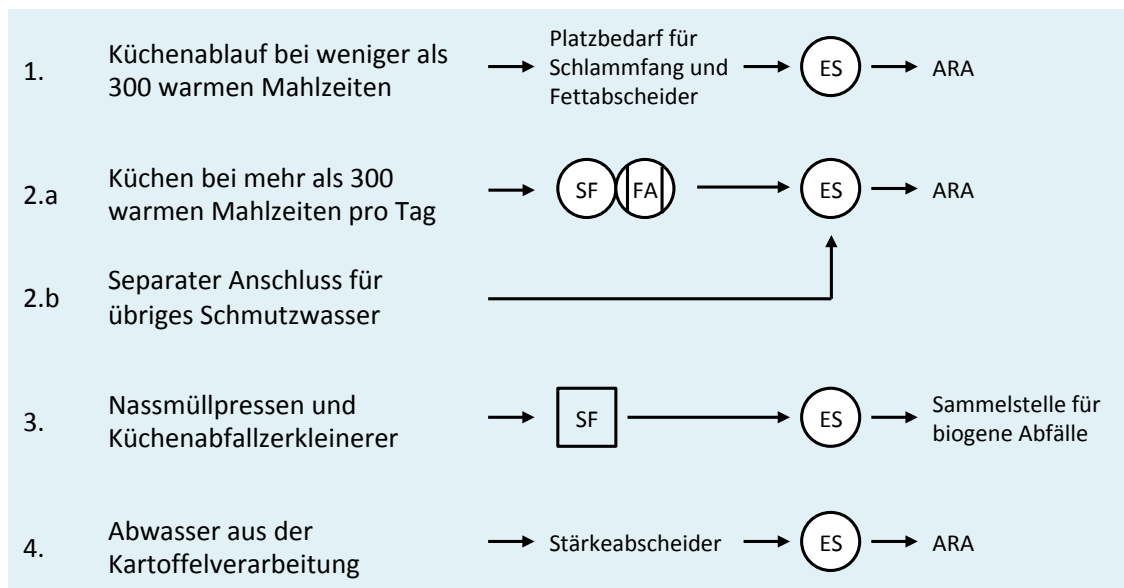 1.
Küchenablauf bei weniger als
300 warmen Mahlzeiten
Platzbedarf für
Schlammfang und
Fettabscheider
ES
ARA
2.a
Küchen bei mehr als 300
warmen Mahlzeiten pro Tag
SF
FA
ES
ARA
2.b
Separater Anschluss für
übriges Schmutzwasser
3.
Nassmüllpressen und
Küchenabfallzerkleinerer
SF
ES
Sammelstelle für
biogene Abfälle
4.
Abwasser aus der
Kartoffelverarbeitung
Stärkeabscheider
ES
ARA